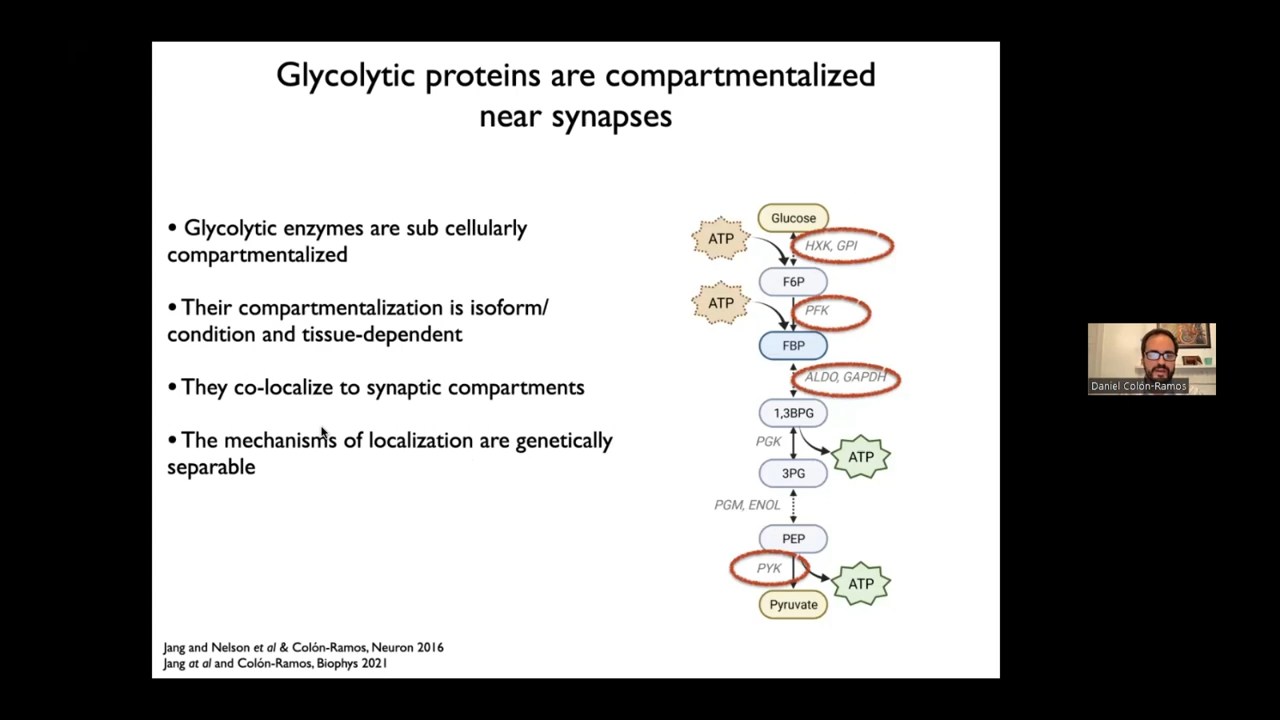 Glycolytic proteins are compartmentalized
near synapses
• Glycolytic enzymes are sub cellularly
compartmentalized
• Their compartmentalization is isoform/
condition and tissue-dependent
• They co-localize to synaptic compartments
• The mechanisms of localization are genetically
separable
Glucose
ATP
HXK, GPI
F6P
ATP
PFK
FBP
ALDO, GAPDH
1,3BPG
PGK
ATP
3PG
PGM, ENOL
PEP
PYK
ATP
Pyruvate
Jang and Nelson et al & Colón-Ramos, Neuron 2016
Jang at al and Colón-Ramos, Biophys 2021
Daniel Colón-Ramos